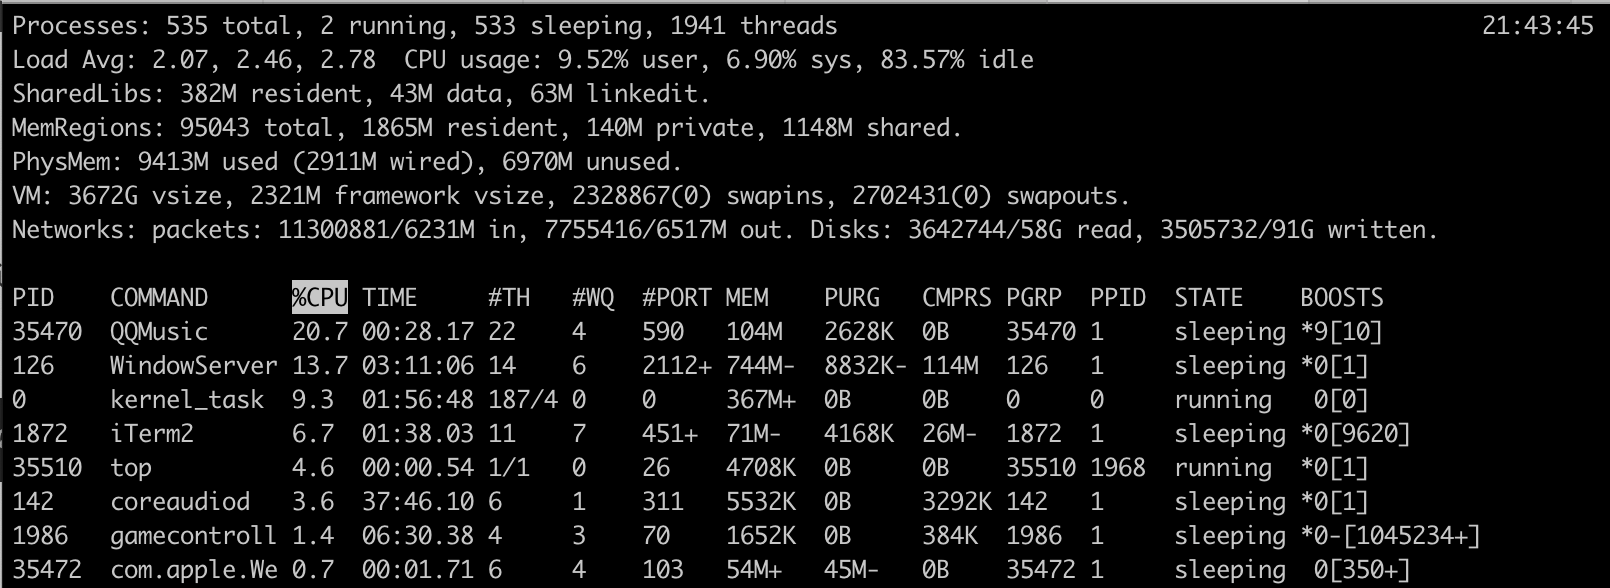 Processes: 535 total, 2 running, 533 sleeping, 1941 threads 21:43:45
Load Avg: 2.07, 2.46, 2.78  CPU usage: 9.52% user, 6.90% sys, 83.57% idle
SharedLibs: 382M resident, 43M data, 63M linkedit.
MemRegions: 95043 total, 1865M resident, 140M private, 1148M shared.
PhysMem: 9413M used (2911M wired), 6970M unused.
VM: 3672G vsize, 2321M framework vsize, 2328867(0) swapins, 2702431(0) swapouts.
Networks: packets: 11300881/6231M in, 7755416/6517M out. Disks: 3642744/58G read, 3505732/91G written.
PID    COMMAND      %CPU TIME     #TH   #WQ  #PORT MEM    PURG   CMPRS PGRP  PPID  STATE    BOOSTS
35470  QQMusic      20.7 00:28.17 22    4    590   104M   2628K  0B    35470 1     sleeping *9[10]
126    WindowServer 13.7 03:11:06 14    6    2112+ 744M-  8832K- 114M  126   1     sleeping *0[1]
0      kernel_task  9.3  01:56:48 187/4 0    0     367M+  0B     0B    0     0     running   0[0]
1872   iTerm2       6.7  01:38.03 11    7    451+  71M-   4168K  26M-  1872  1     sleeping *0[9620]
35510  top          4.6  00:00.54 1/1   0    26    4708K  0B     0B    35510 1968  running  *0[1]
142    coreaudiod   3.6  37:46.10 6     1    311   5532K  0B     3292K 142   1     sleeping *0[1]
1986   gamecontroll 1.4  06:30.38 4     3    70    1652K  0B     384K  1986  1     sleeping *0-[1045234+]
35472  com.apple.We 0.7  00:01.71 6     4    103   54M+   45M-   0B    35472 1     sleeping  0[350+]